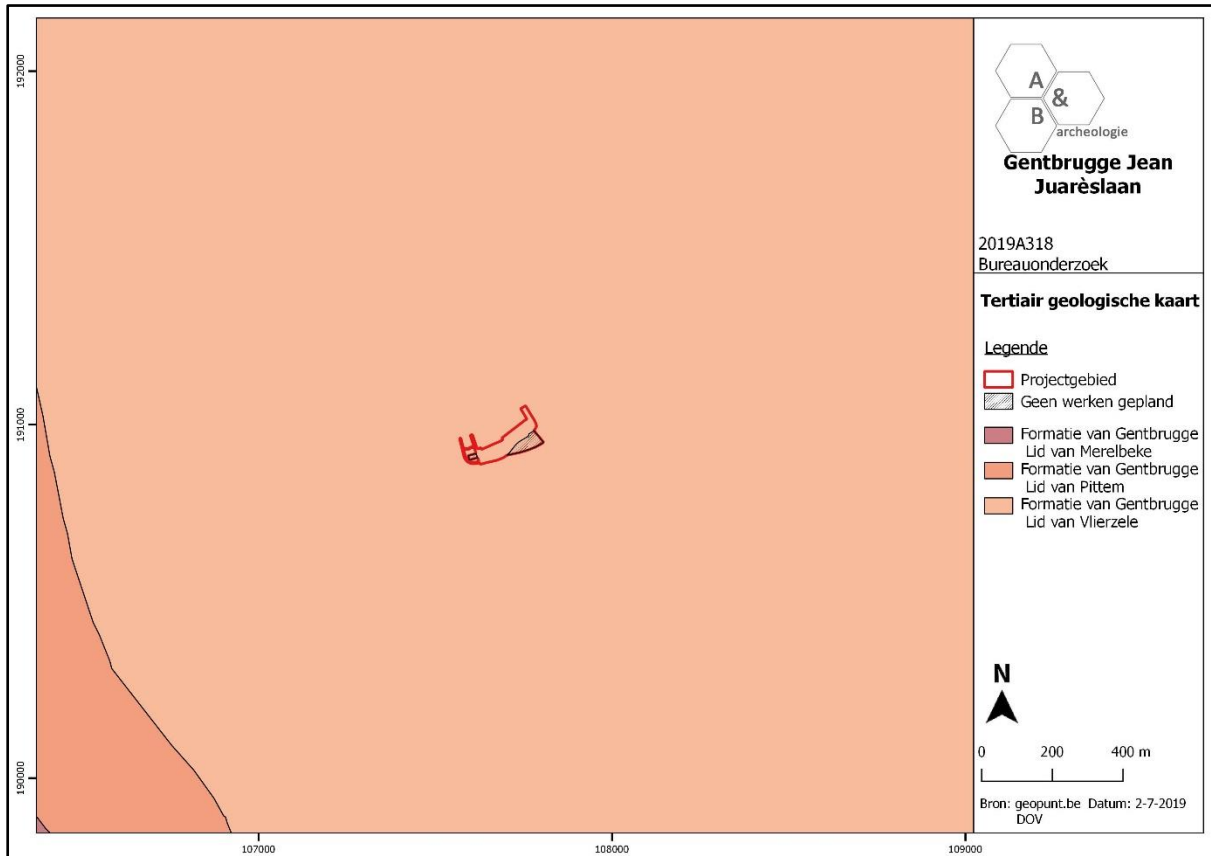 192000
191000
190000
107000
108000
109000
A
&
B
archeologie
Gentbrugge Jean
Juarèslaan
2019A318
Bureauonderzoek
Tertiair geologische kaart
Legende
Projectgebied
Geen werken gepland
Formatie van Gentbrugge
Lid van Merelbeke
Formatie van Gentbrugge
Lid van Pittem
Formatie van Gentbrugge
Lid van Vlierzele
N
0 200 400 m
Bron: geopunt.be Datum: 2-7-2019
DOV